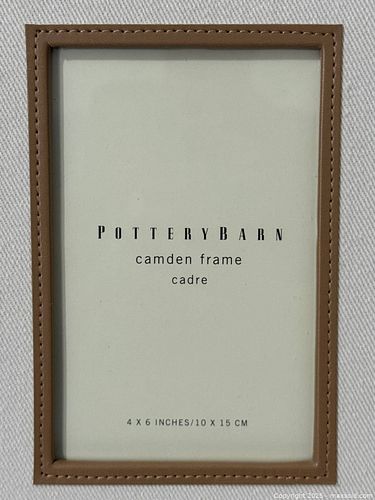 POTTERYBARN
camden frame
cadre
4 X 6 INCHES/10 X 15 CM